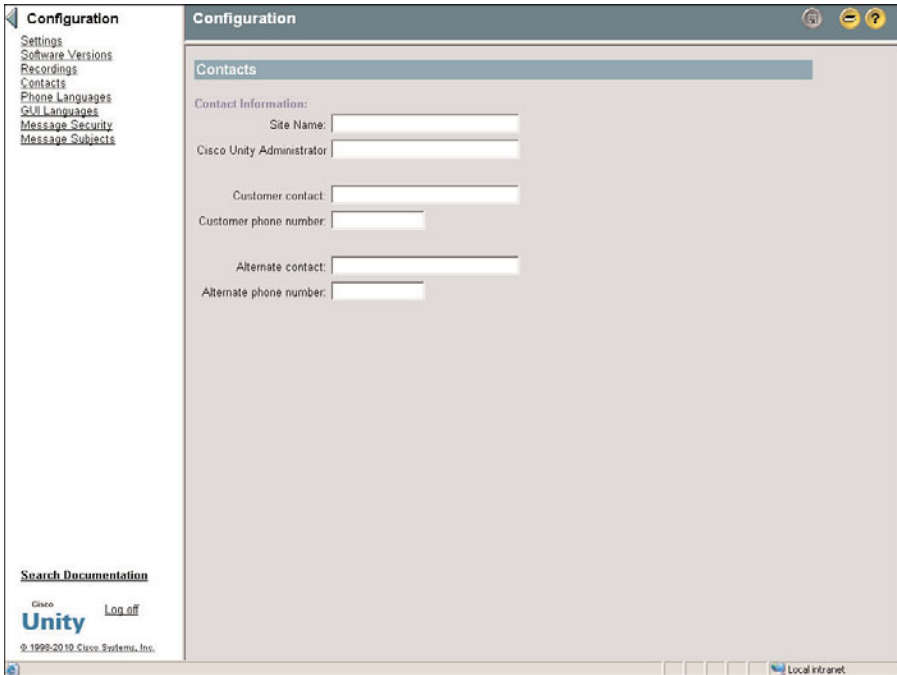 Configuration
Settings
Software Versions
Recordings
Contacts
Phone Languages
GUI Languages
Message Security
Message Subjects
Search Documentation
Cisco
Unity
Log off
© 1998-2010 Cisco Systems, Inc.
Configuration
?
Contacts
Contact Information:
Site Name:
Cisco Unity Administrator
Customer contact:
Customer phone number:
Alternate contact:
Alternate phone number:
Local intranet